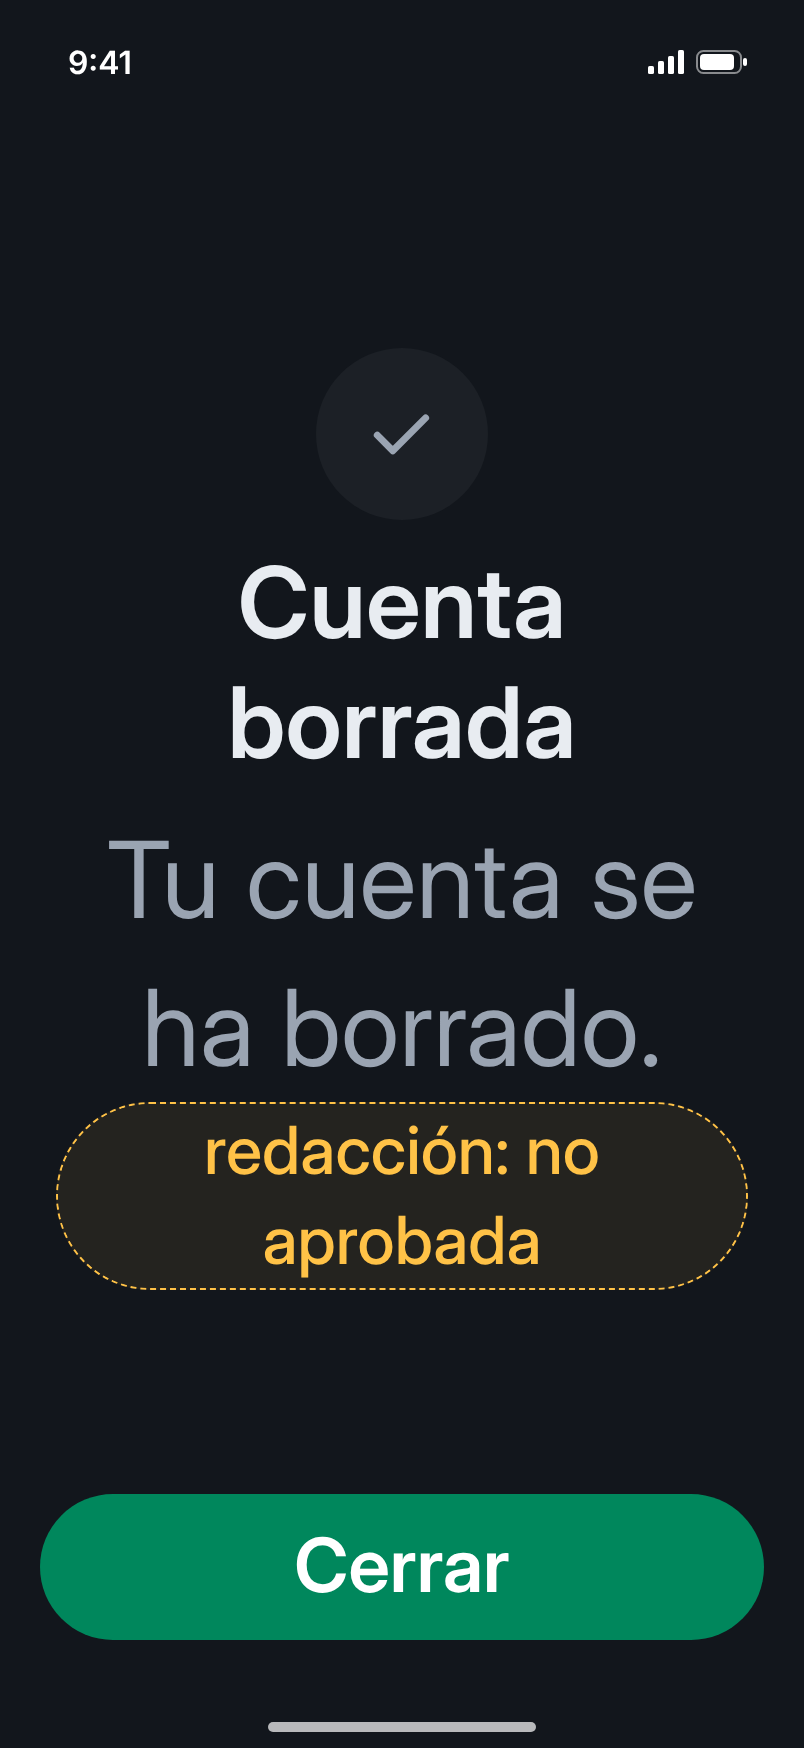 9:41
Cuenta
borrada
Tu cuenta se
ha borrado.
redacción: no
aprobada
Cerrar